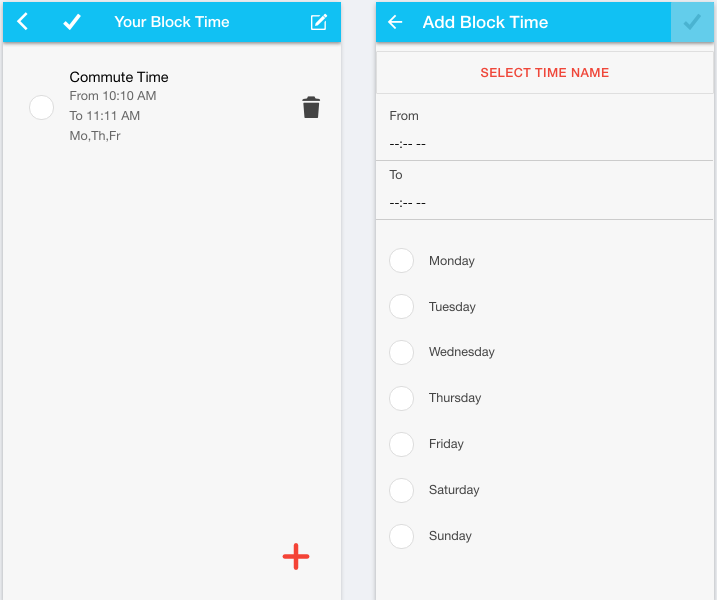 Your Block Time
Commute Time
From 10:10 AM
To 11:11 AM
Mo,Th,Fr
Add Block Time
SELECT TIME NAME
From
--:-- --
To
--:-- --
Monday
Tuesday
Wednesday
Thursday
Friday
Saturday
Sunday